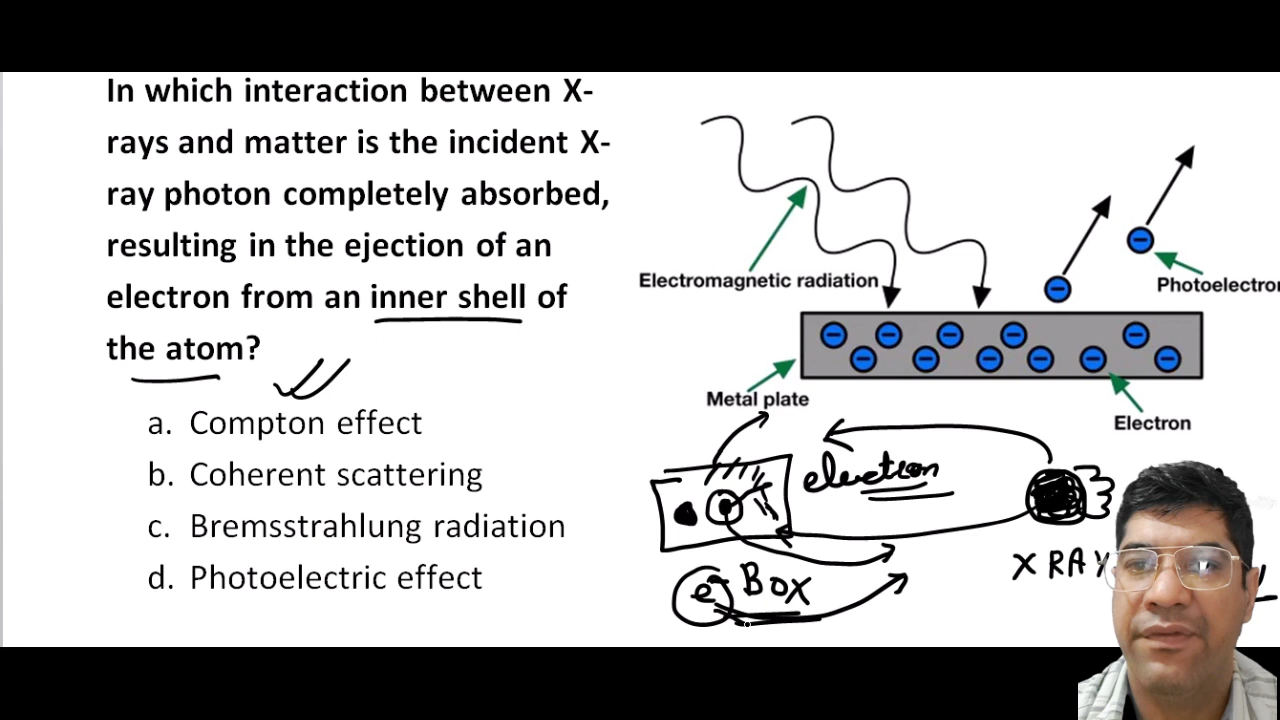 In which interaction between X-
rays and matter is the incident X-
ray photon completely absorbed,
resulting in the ejection of an
electron from an inner shell of
the atom?
a. Compton effect
b. Coherent scattering
c. Bremsstrahlung radiation
d. Photoelectric effect
Electromagnetic radiation
Photoelectron
Metal plate
Electron
electron
X RAY
e-
BOX